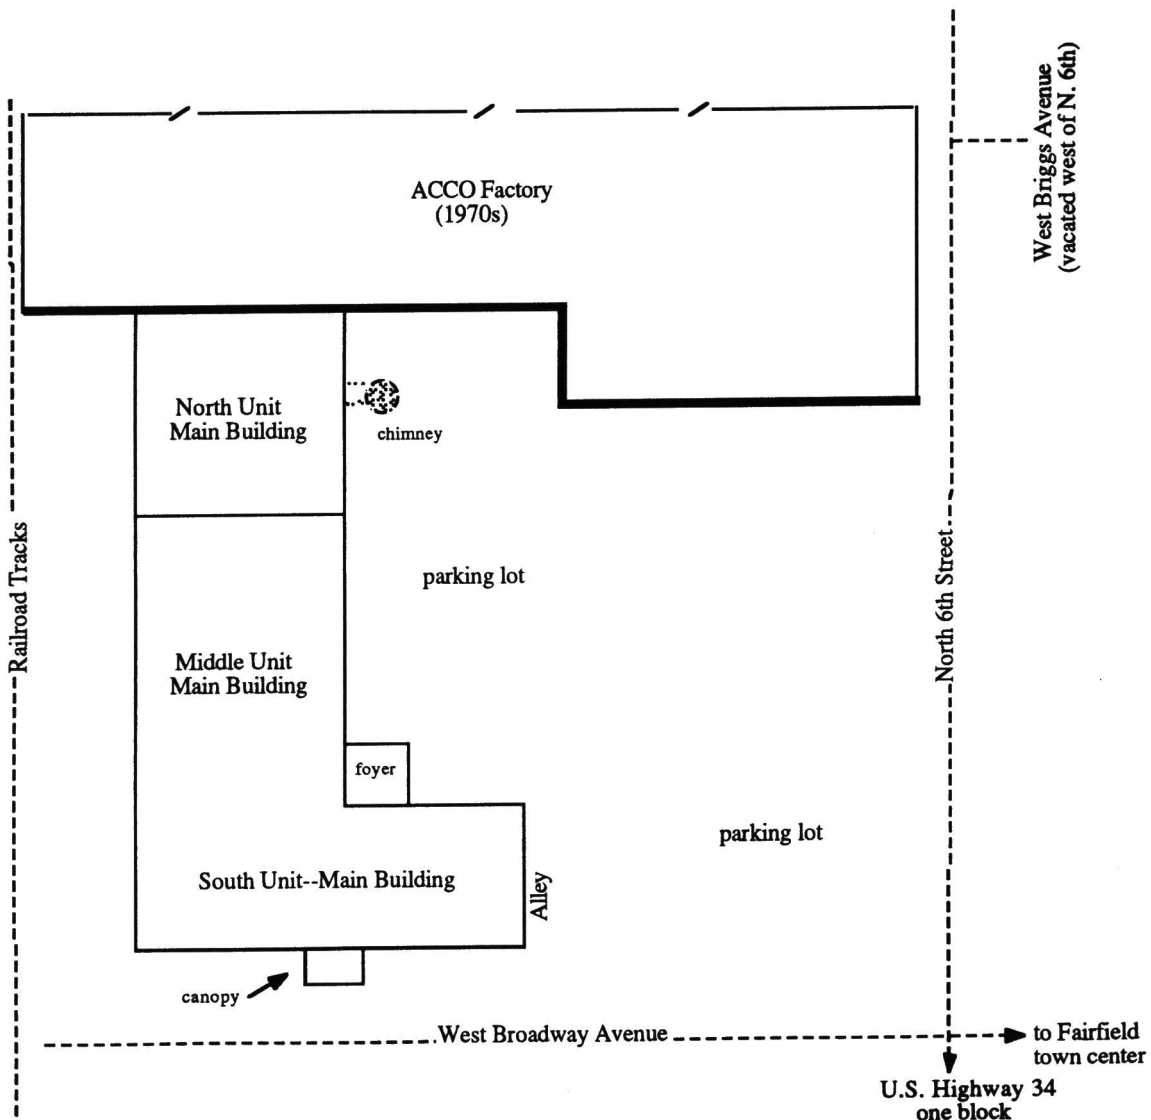 West Briggs Avenue
(vacated west of N. 6th)
ACCO Factory
(1970s)
North Unit
Main Building
chimney
Railroad Tracks
parking lot
North 6th Street
Middle Unit
Main Building
foyer
parking lot
South Unit--Main Building
Alley
canopy
West Broadway Avenue
to Fairfield
town center
U.S. Highway 34
one block